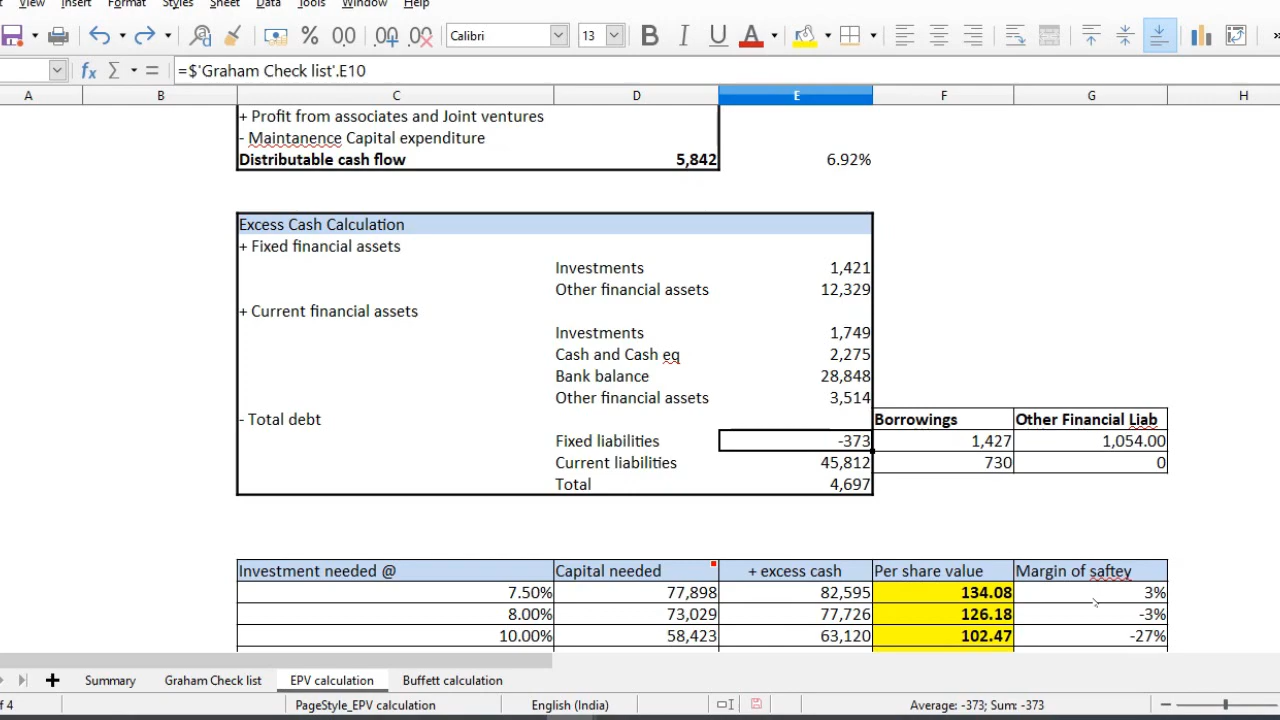 View Insert Format Styles Sheet Data Tools Window Help
Calibri 13 B I U A
fx Σ = =$'Graham Check list'.E10
A B C D E F G H
+ Profit from associates and Joint ventures
- Maintanence Capital expenditure
Distributable cash flow 5,842 6.92%
Excess Cash Calculation
+ Fixed financial assets
Investments 1,421
Other financial assets 12,329
+ Current financial assets
Investments 1,749
Cash and Cash eq 2,275
Bank balance 28,848
Other financial assets 3,514
- Total debt Borrowings Other Financial Liab
Fixed liabilities -373 1,427 1,054.00
Current liabilities 45,812 730 0
Total 4,697
Investment needed @ Capital needed + excess cash Per share value Margin of saftey
7.50% 77,898 82,595 134.08 3%
8.00% 73,029 77,726 126.18 -3%
10.00% 58,423 63,120 102.47 -27%
Summary Graham Check list EPV calculation Buffett calculation
of 4 PageStyle_EPV calculation English (India) Average: -373; Sum: -373